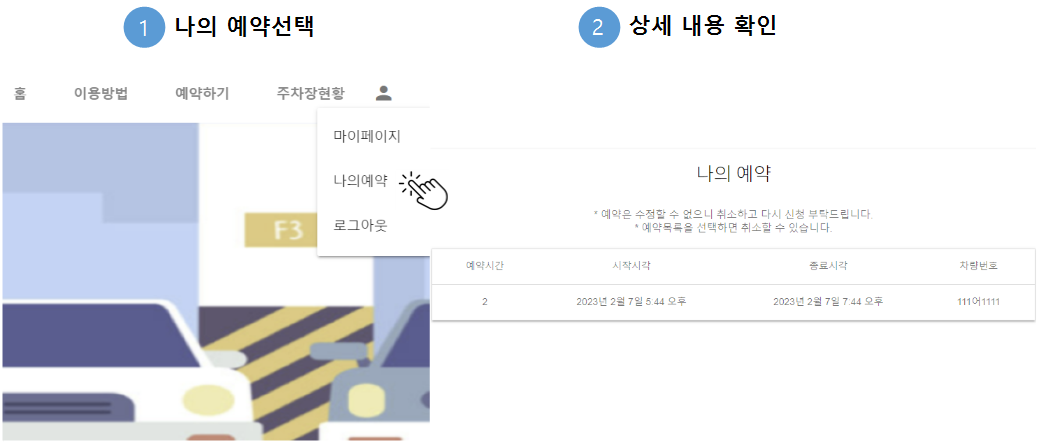 1 나의 예약선택
2 상세 내용 확인
홈 이용방법 예약하기 주차장현황
마이페이지
나의예약
로그아웃
F3
나의 예약
* 예약은 수정할 수 없으니 취소하고 다시 신청 부탁드립니다.
* 예약목록을 선택하면 취소할 수 있습니다.
예약시간 시작시각 종료시각 차량번호
2 2023년 2월 7일 5:44 오후 2023년 2월 7일 7:44 오후 111어1111